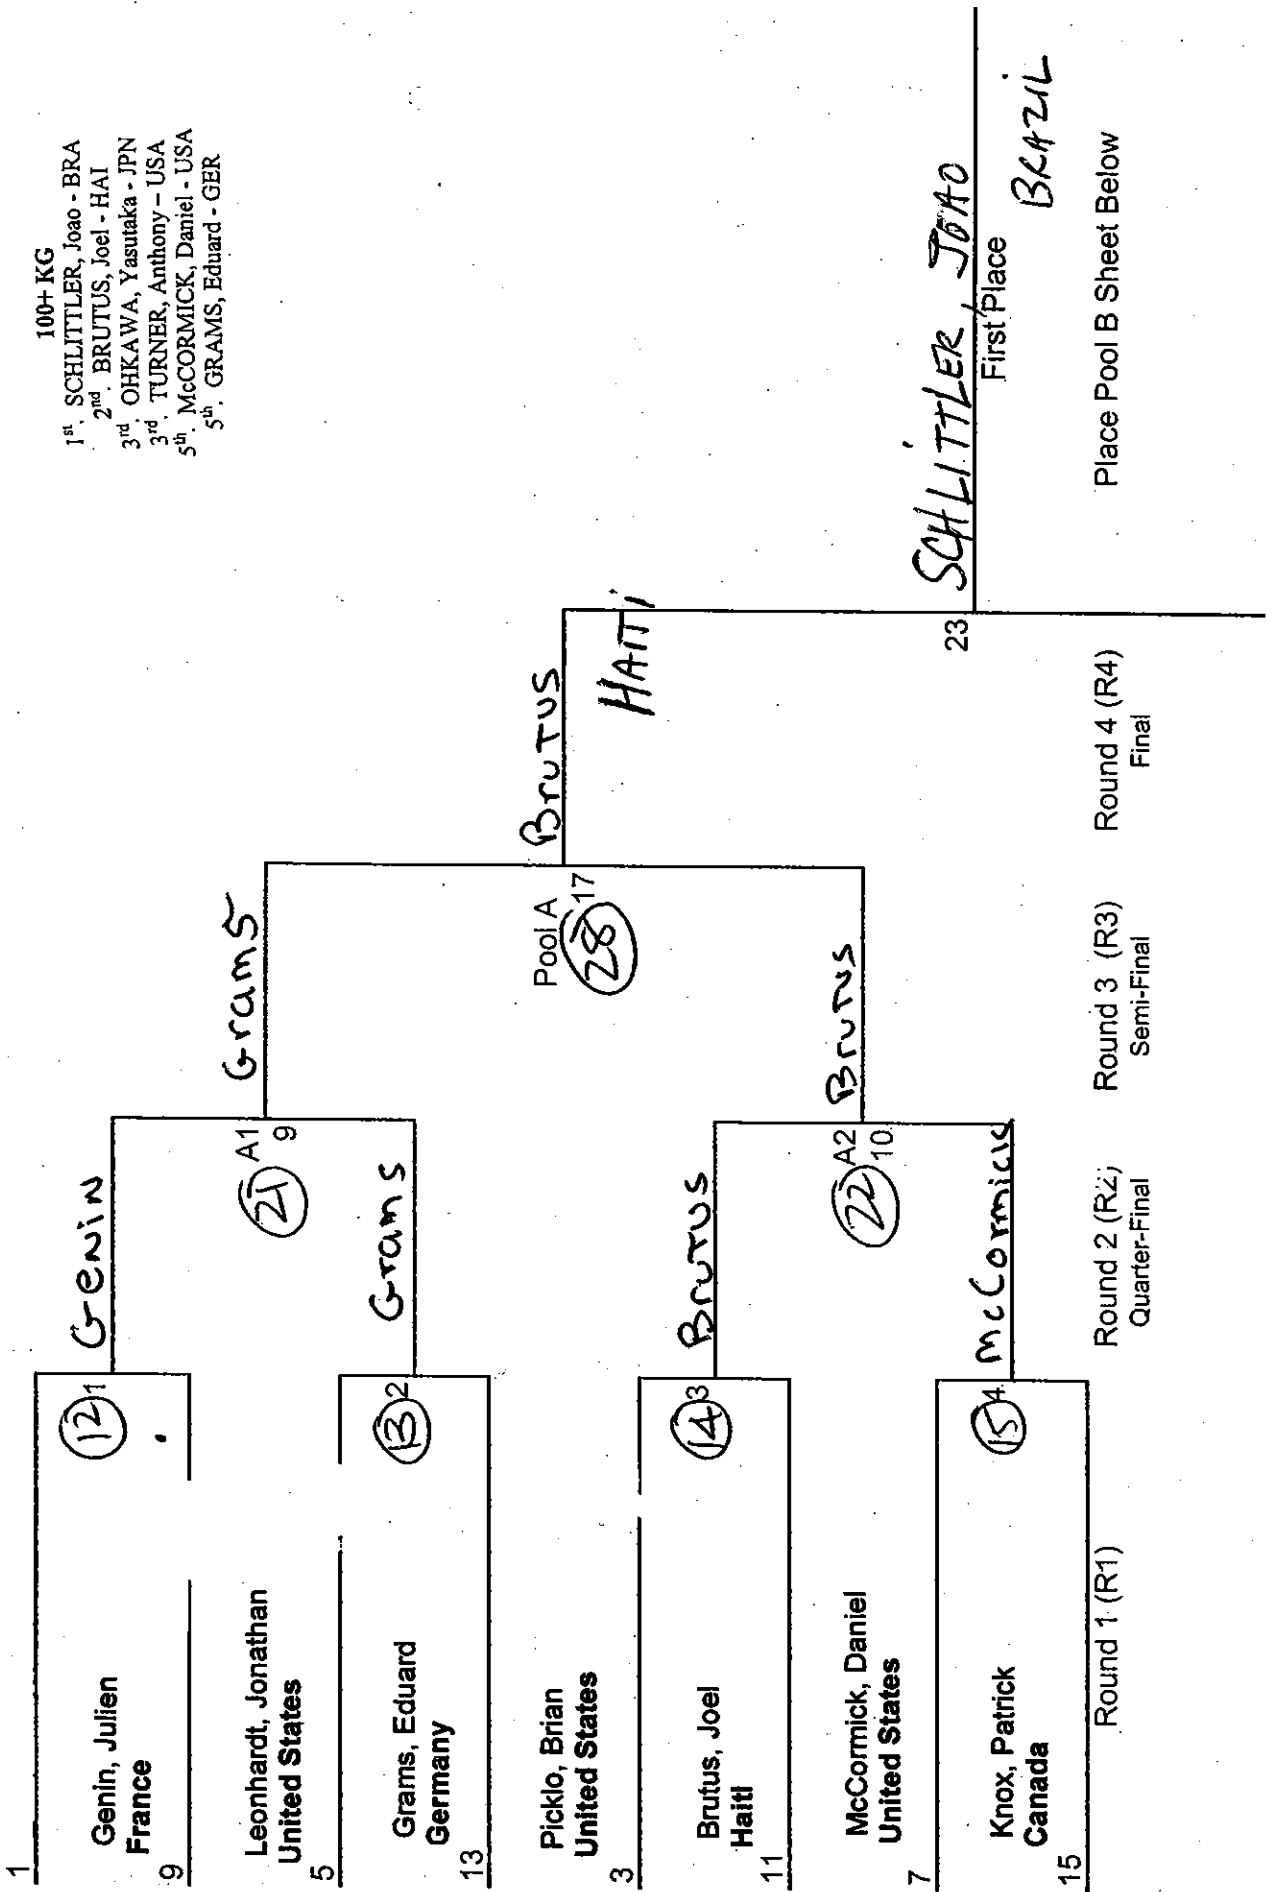 100+ KG
1st. SCHLITTLER, Joao - BRA
2nd. BRUTUS, Joel - HAI
3rd. OHKAWA, Yasutaka - JPN
3rd. TURNER, Anthony – USA
5th. McCORMICK, Daniel - USA
5th. GRAMS, Eduard - GER
1
Genin, Julien
France
12 1
Genin
9
Leonhardt, Jonathan
United States
21 A1
9
Grams
5
Grams, Eduard
Germany
13 2
Grams
13
Pool A
28 17
Brutus
HAITI
Picklo, Brian
United States
3
Brutus, Joel
Haiti
14 3
Brutus
11
McCormick, Daniel
United States
22 A2
10
Brutus
7
Knox, Patrick
Canada
15 4
McCormick
15
23
SCHLITTLER, JOAO
First Place
BRAZIL
Round 1 (R1)
Round 2 (R2;
Quarter-Final
Round 3 (R3)
Semi-Final
Round 4 (R4)
Final
Place Pool B Sheet Below